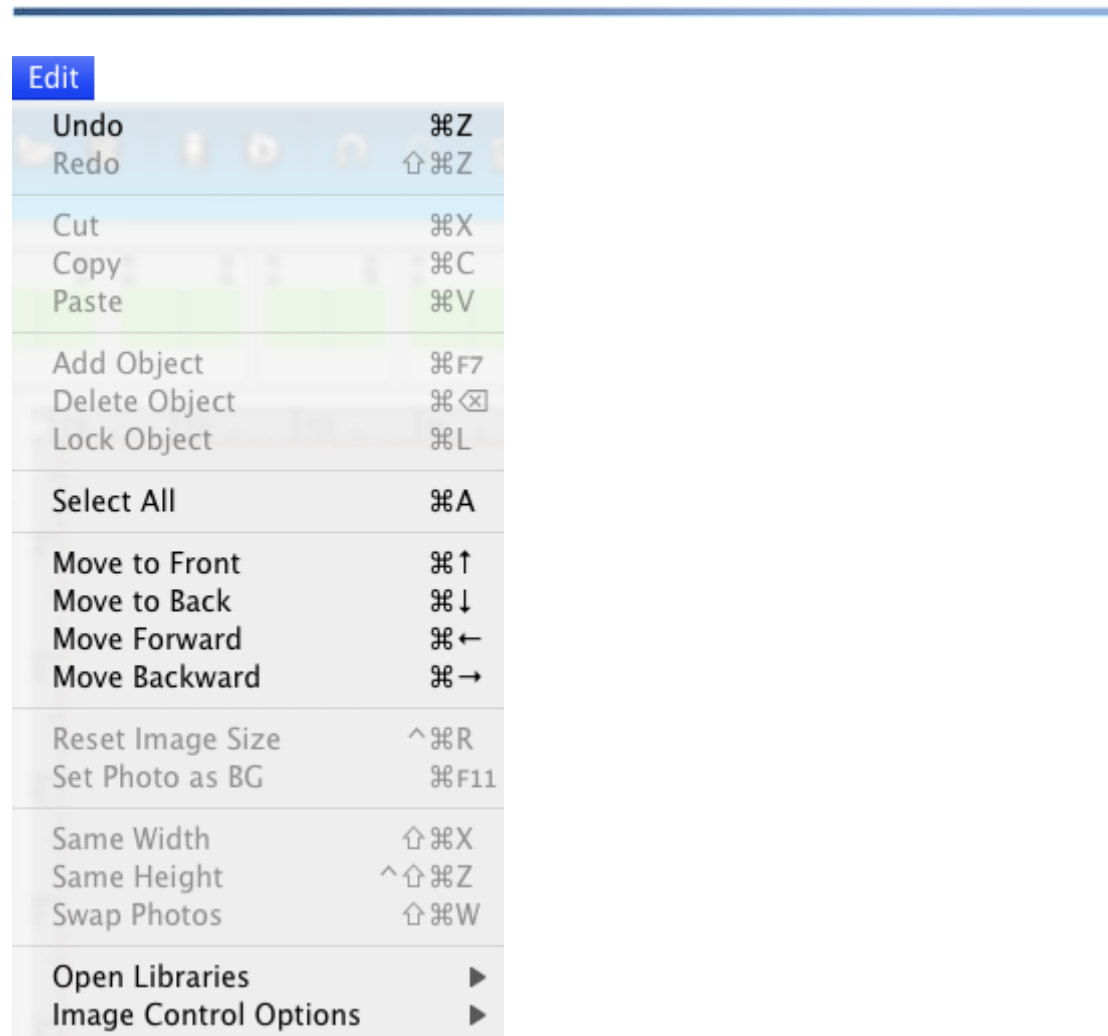 Edit
Undo ⌘Z
Redo ⇧⌘Z
Cut ⌘X
Copy ⌘C
Paste ⌘V
Add Object ⌘F7
Delete Object ⌘⌫
Lock Object ⌘L
Select All ⌘A
Move to Front ⌘↑
Move to Back ⌘↓
Move Forward ⌘←
Move Backward ⌘→
Reset Image Size ^⌘R
Set Photo as BG ⌘F11
Same Width ⇧⌘X
Same Height ^⇧⌘Z
Swap Photos ⇧⌘W
Open Libraries ▶
Image Control Options ▶